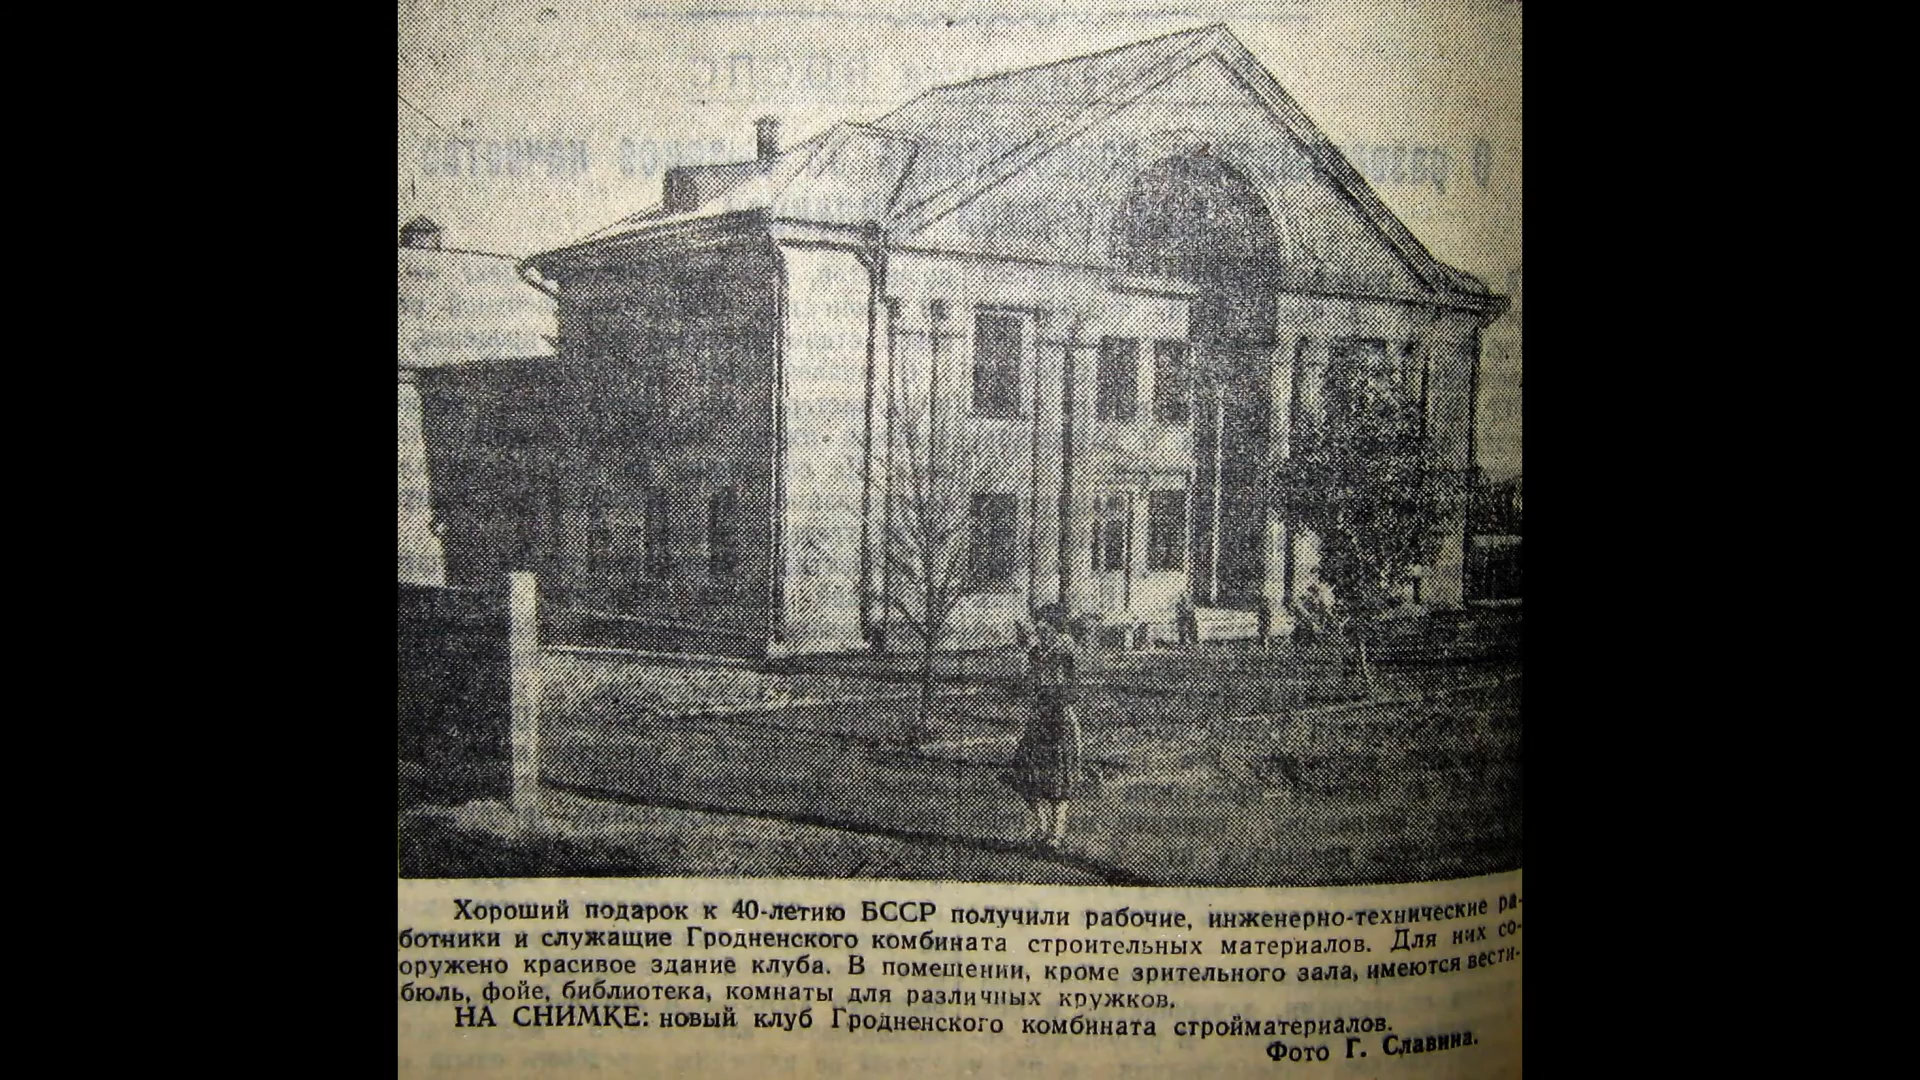 Хороший подарок к 40-летию БССР получили рабочие, инженерно-технические ра-
ботники и служащие Гродненского комбината строительных материалов. Для них со-
оружено красивое здание клуба. В помещении, кроме зрительного зала, имеются вести-
бюль, фойе, библиотека, комнаты для различных кружков.
НА СНИМКЕ: новый клуб Гродненского комбината стройматериалов.
Фото Г. Славина.